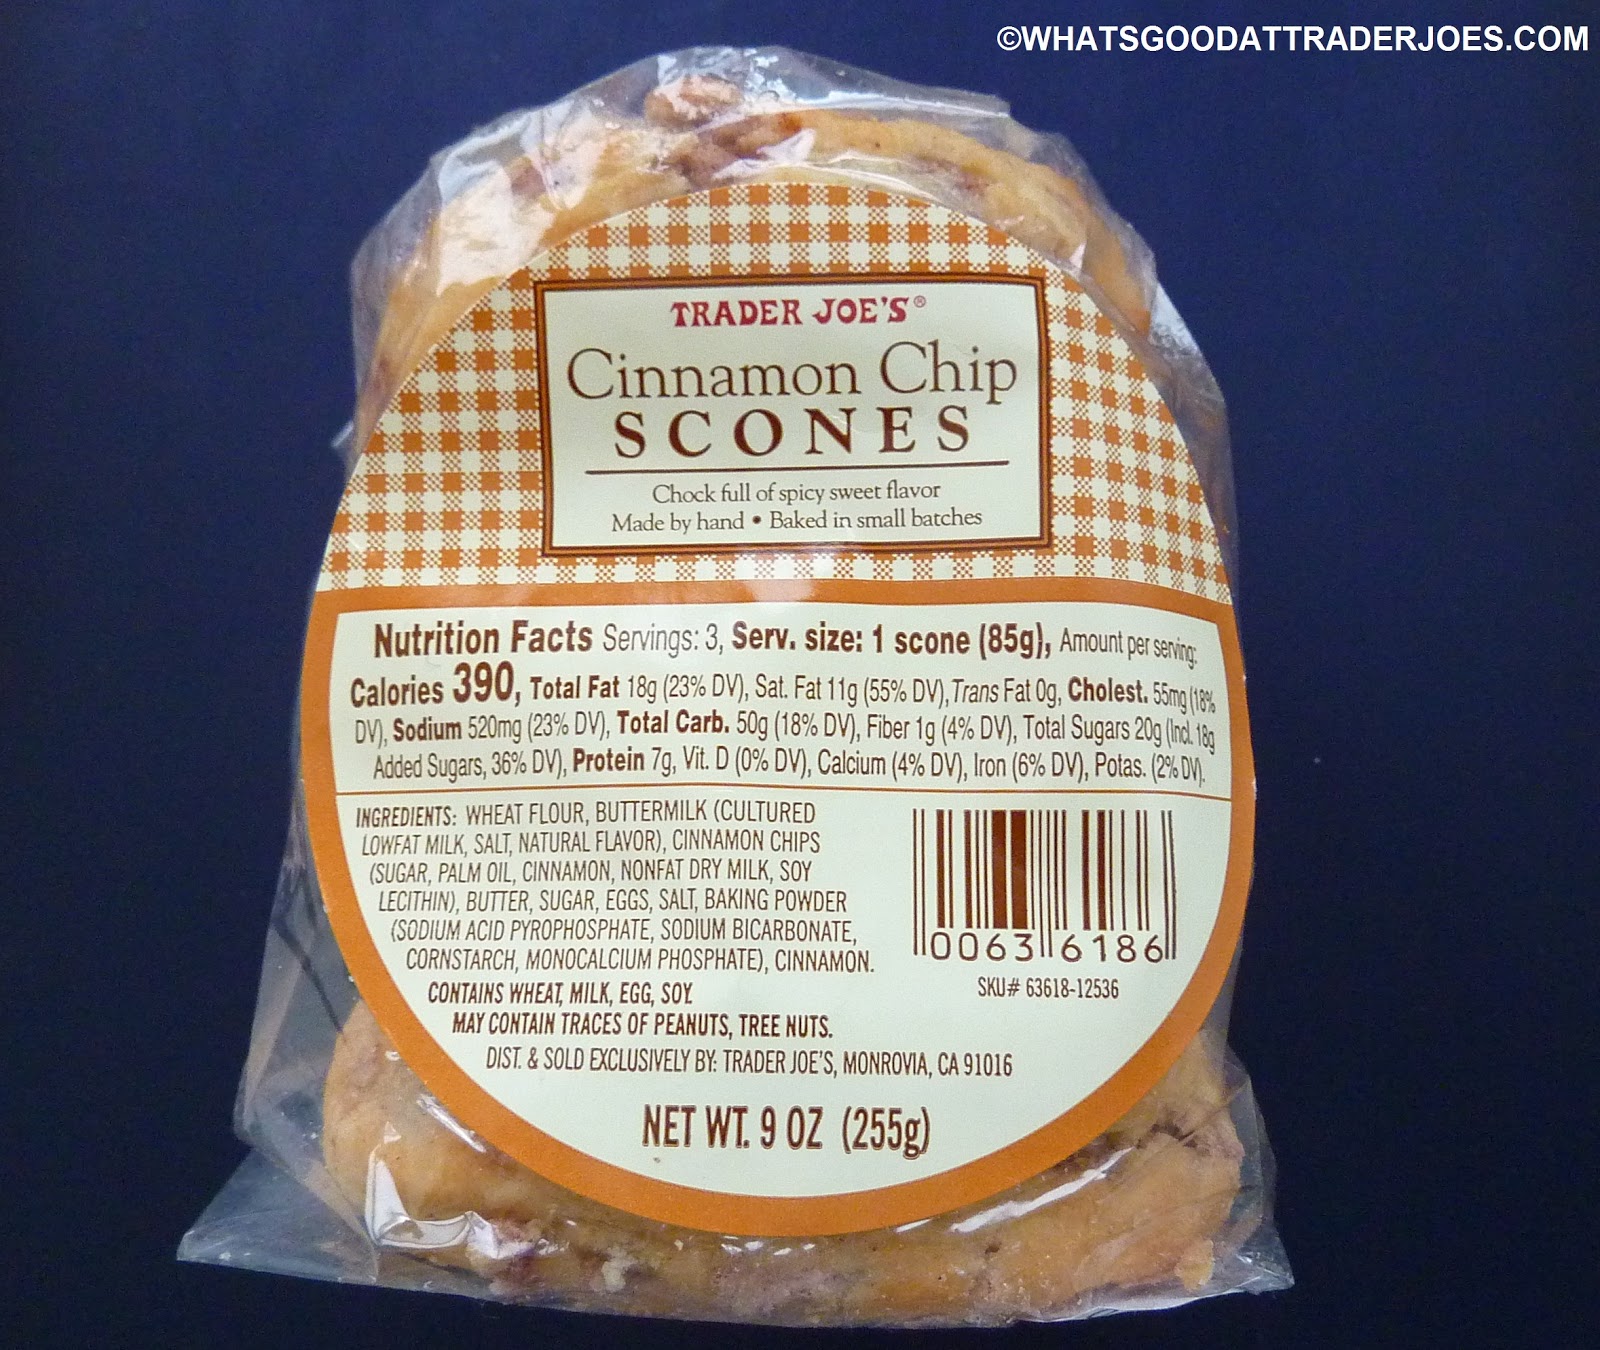 ©WHATSGOODATTRADERJOES.COM
TRADER JOE'S®
Cinnamon Chip
SCONES
Chock full of spicy sweet flavor
Made by hand • Baked in small batches
Nutrition Facts Servings: 3, Serv. size: 1 scone (85g), Amount per serving:
Calories 390, Total Fat 18g (23% DV), Sat. Fat 11g (55% DV), Trans Fat 0g, Cholest. 55mg (18%
DV), Sodium 520mg (23% DV), Total Carb. 50g (18% DV), Fiber 1g (4% DV), Total Sugars 20g (Incl. 18g
Added Sugars, 36% DV), Protein 7g, Vit. D (0% DV), Calcium (4% DV), Iron (6% DV), Potas. (2% DV).
INGREDIENTS: WHEAT FLOUR, BUTTERMILK (CULTURED
LOWFAT MILK, SALT, NATURAL FLAVOR), CINNAMON CHIPS
(SUGAR, PALM OIL, CINNAMON, NONFAT DRY MILK, SOY
LECITHIN), BUTTER, SUGAR, EGGS, SALT, BAKING POWDER
(SODIUM ACID PYROPHOSPHATE, SODIUM BICARBONATE,
CORNSTARCH, MONOCALCIUM PHOSPHATE), CINNAMON.
CONTAINS WHEAT, MILK, EGG, SOY.
MAY CONTAIN TRACES OF PEANUTS, TREE NUTS.
DIST. & SOLD EXCLUSIVELY BY: TRADER JOE'S, MONROVIA, CA 91016
0063 6186
SKU# 63618-12536
NET WT. 9 OZ (255g)